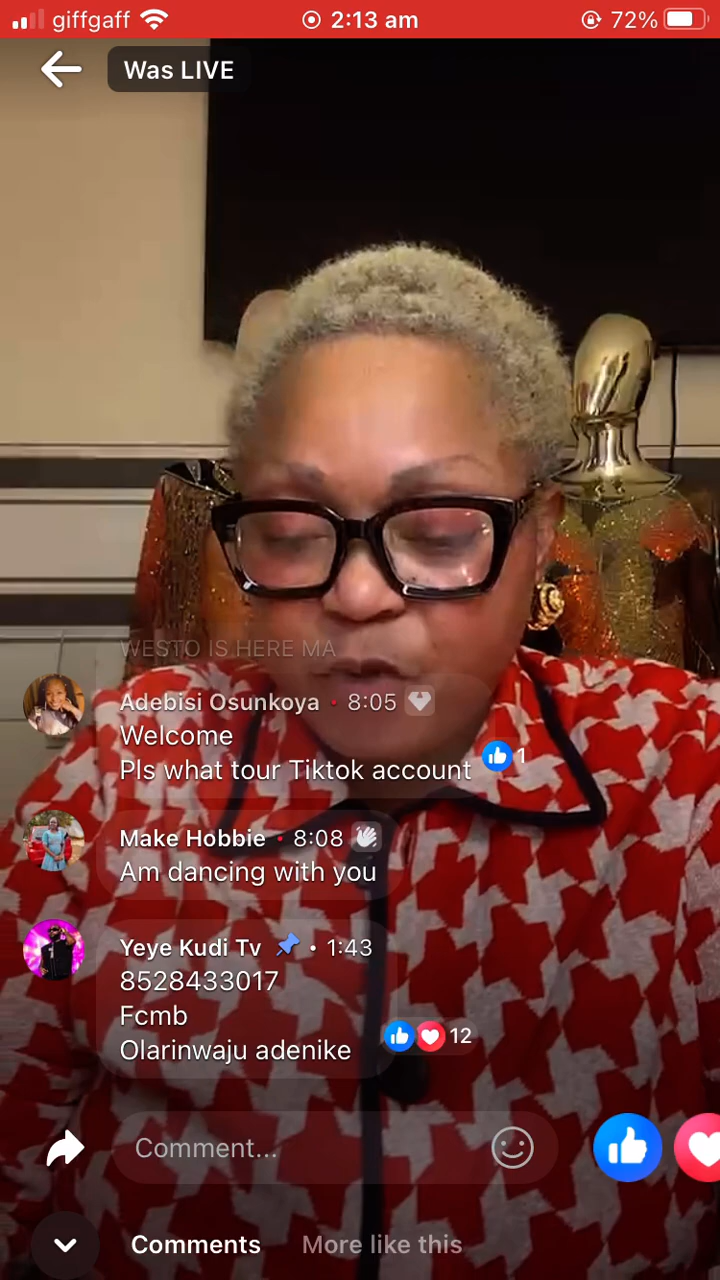 giffgaff
2:13 am
72%
Was LIVE
WESTO IS HERE MA
Adebisi Osunkoya • 8:05
Welcome
Pls what tour Tiktok account
1
Make Hobbie • 8:08
Am dancing with you
Yeye Kudi Tv • 1:43
8528433017
Fcmb
Olarinwaju adenike
12
Comment...
Comments
More like this